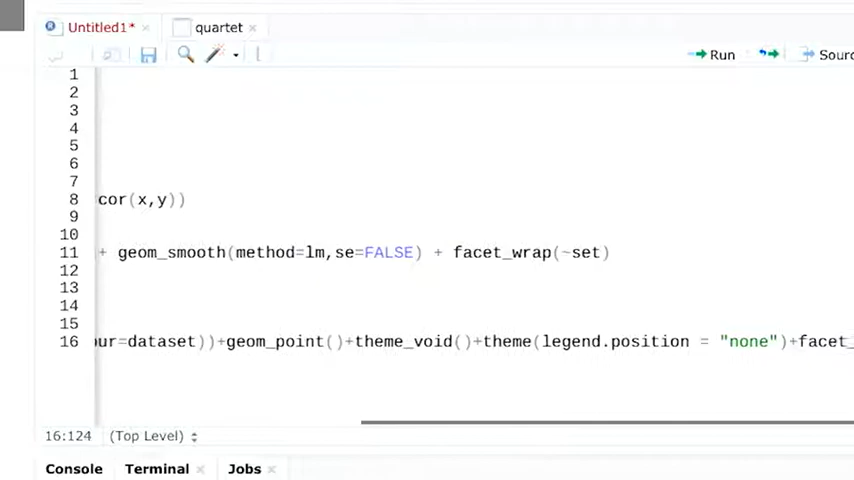 Untitled1* × quartet ×
Run Sourc
1
2
3
4
5
6
7
8 cor(x,y))
9
10
11 + geom_smooth(method=lm,se=FALSE) + facet_wrap(~set)
12
13
14
15
16 our=dataset))+geom_point()+theme_void()+theme(legend.position = "none")+facet_
16:124 (Top Level)
Console Terminal × Jobs ×